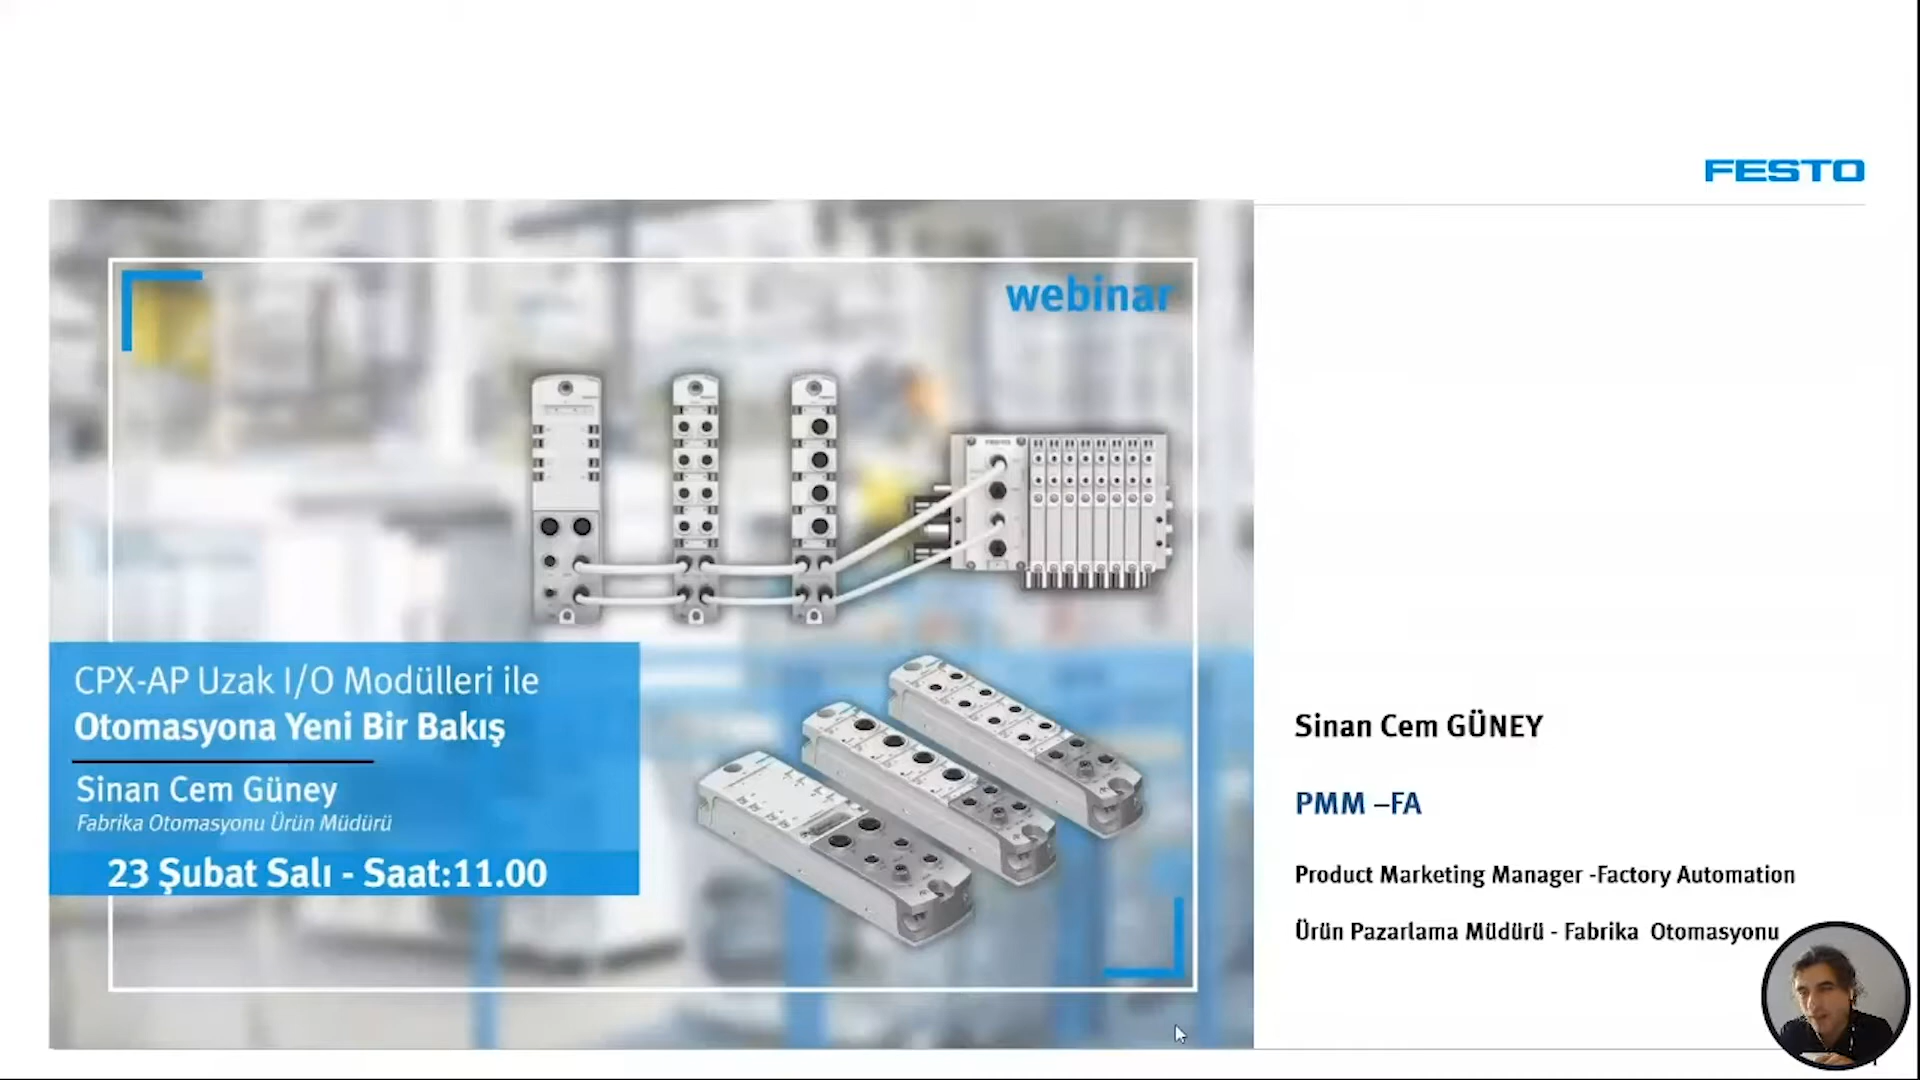 FESTO
webinar
CPX-AP Uzak I/O Modülleri ile
Otomasyona Yeni Bir Bakış
Sinan Cem Güney
Fabrika Otomasyonu Ürün Müdürü
23 Şubat Salı - Saat:11.00
Sinan Cem GÜNEY
PMM –FA
Product Marketing Manager -Factory Automation
Ürün Pazarlama Müdürü - Fabrika Otomasyonu